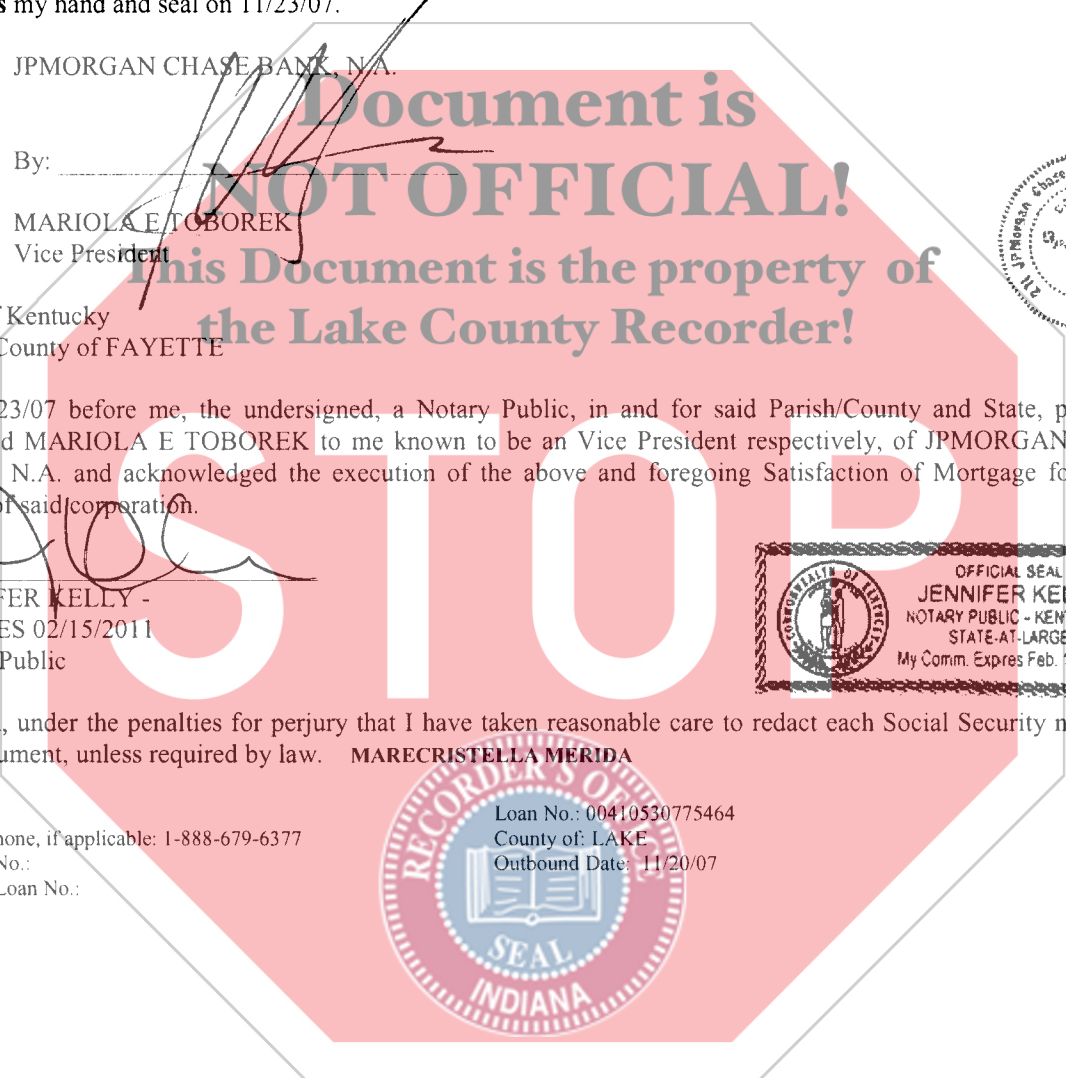 s my hand and seal on 11/23/07.
JPMORGAN CHASE BANK, N.A.
Document is
NOT OFFICIAL!
This Document is the property of
the Lake County Recorder!
By:
MARIOLA E TOBOREK
Vice President
JPMorgan Chase
Kentucky
County of FAYETTE
23/07 before me, the undersigned, a Notary Public, in and for said Parish/County and State, p
d MARIOLA E TOBOREK to me known to be an Vice President respectively, of JPMORGAN
N.A. and acknowledged the execution of the above and foregoing Satisfaction of Mortgage fo
of said corporation.
STOP
FER KELLY -
ES 02/15/2011
Public
COMMONWEALTH OF KENTUCKY
OFFICIAL SEAL
JENNIFER KE
NOTARY PUBLIC - KEN
STATE-AT-LARGE
My Comm. Expires Feb.
, under the penalties for perjury that I have taken reasonable care to redact each Social Security n
ument, unless required by law. MARECRISTELLA MERIDA
Loan No.: 00410530775464
hone, if applicable: 1-888-679-6377
County of: LAKE
No.:
Outbound Date: 11/20/07
Loan No.:
RECORDER'S OFFICE
SEAL
INDIANA